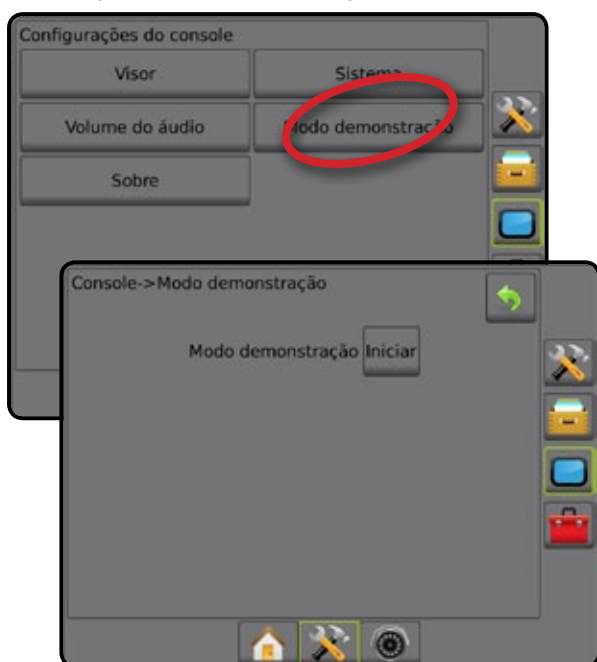 Configurações do console
Visor
Sistema
Volume do áudio
Modo demonstração
Sobre
Console->Modo demonstração
Modo demonstração Iniciar